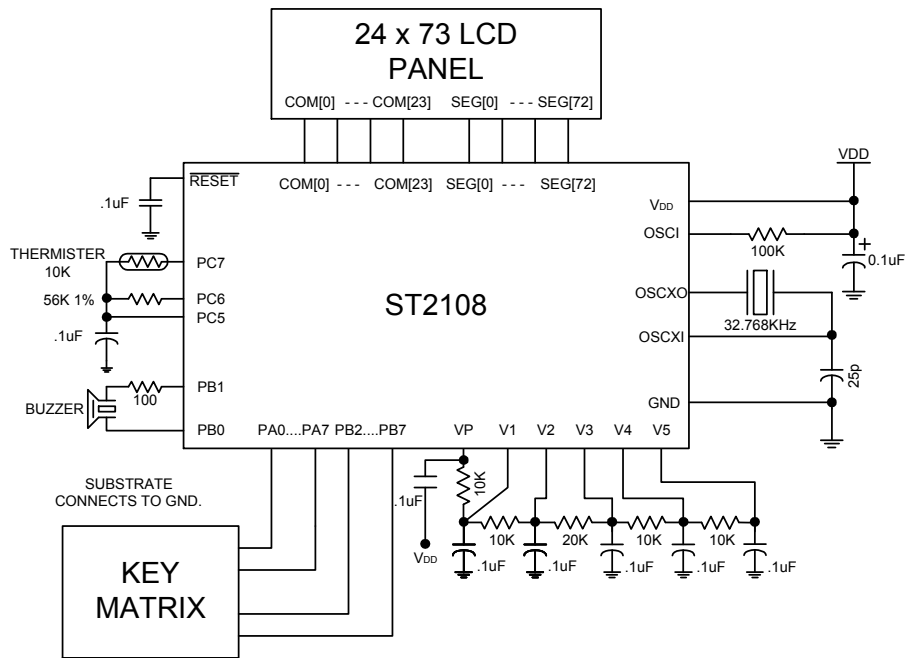 24 x 73 LCD
PANEL
COM[0] - - - COM[23] SEG[0] - - - SEG[72]
RESET
COM[0] - - - COM[23] SEG[0] - - - SEG[72]
.1uF
THERMISTER
10K
PC7
56K 1%
PC6
PC5
.1uF
PB1
100
BUZZER
PB0
ST2108
VDD
VDD
OSCI
100K
+
0.1uF
OSCXO
32.768KHz
OSCXI
25p
GND
PA0....PA7 PB2....PB7 VP V1 V2 V3 V4 V5
SUBSTRATE
CONNECTS TO GND.
.1uF
10K
VDD
10K 20K 10K 10K
.1uF .1uF .1uF .1uF .1uF
KEY
MATRIX